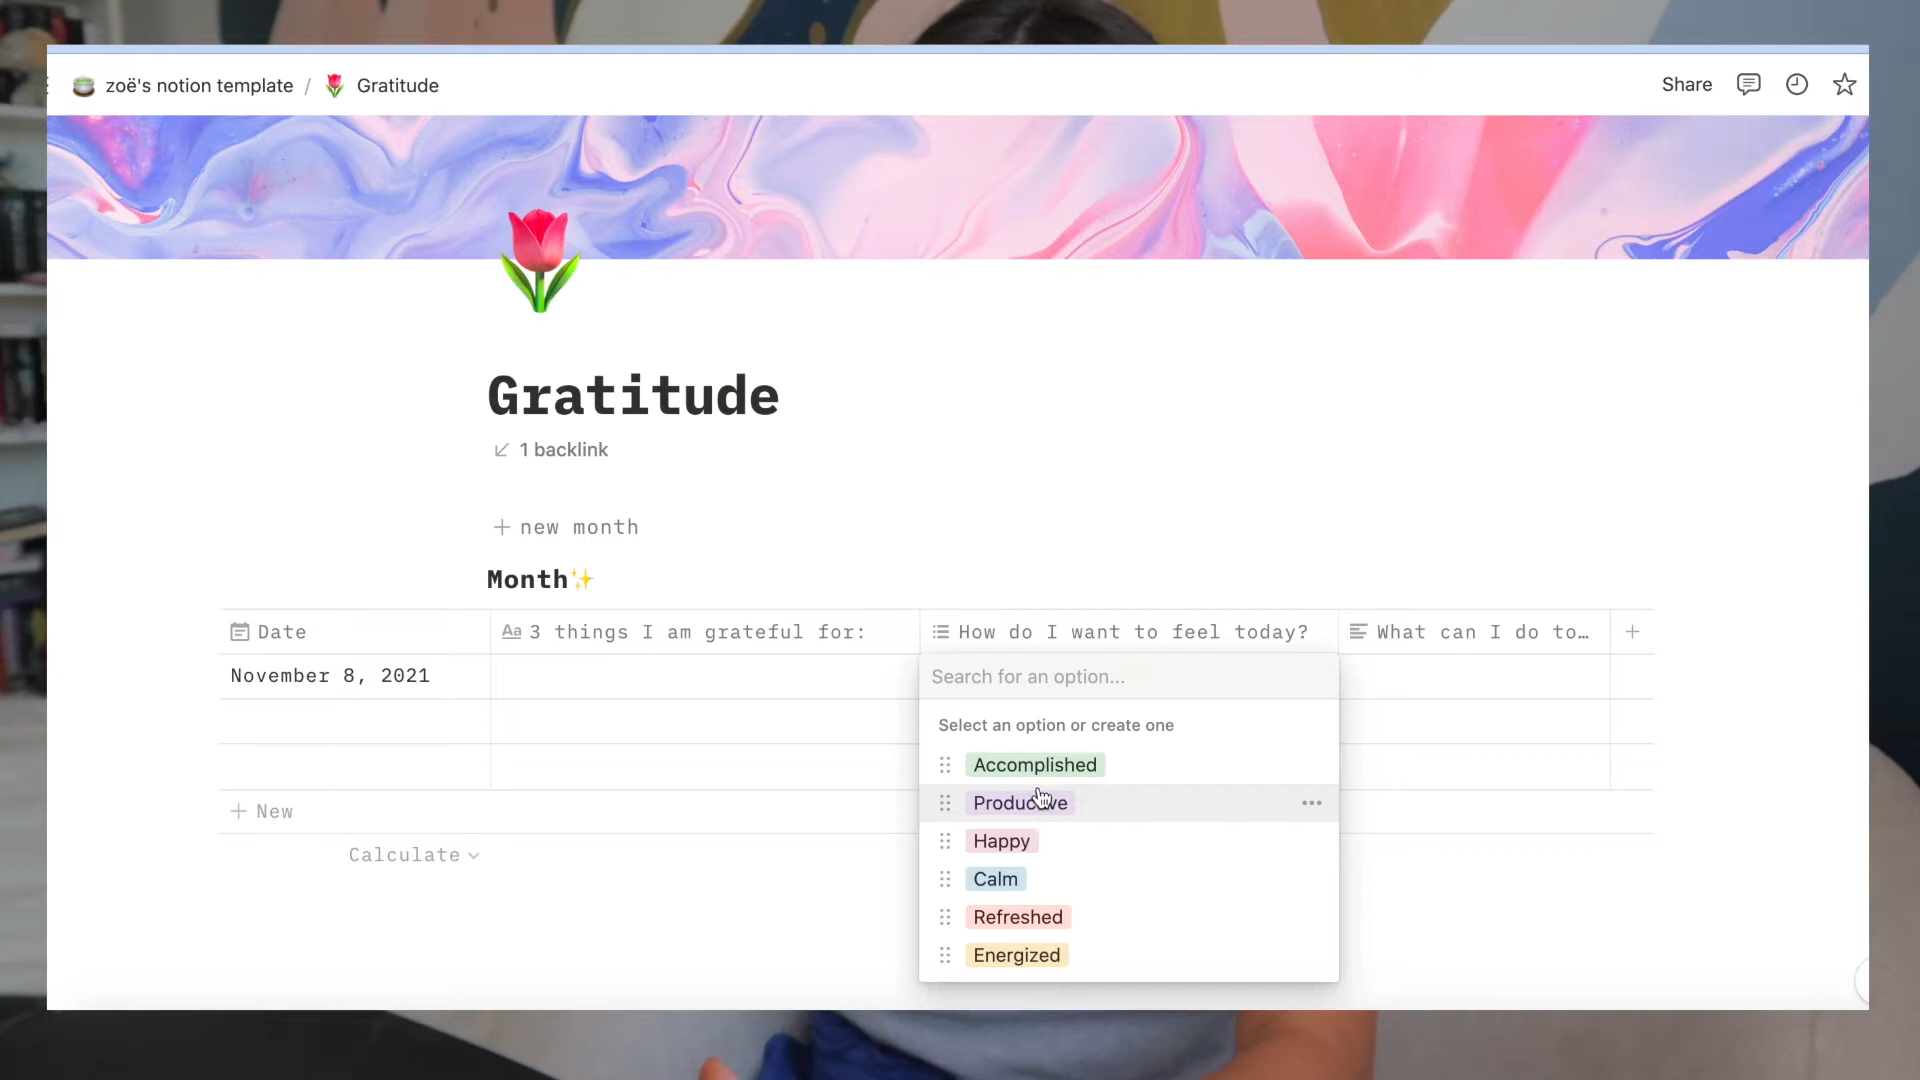 zoë's notion template / Gratitude
Share
Gratitude
1 backlink
+ new month
Month✨
Date
Aa 3 things I am grateful for:
How do I want to feel today?
What can I do to…
November 8, 2021
Search for an option...
Select an option or create one
Accomplished
Productive
Happy
Calm
Refreshed
Energized
+ New
Calculate